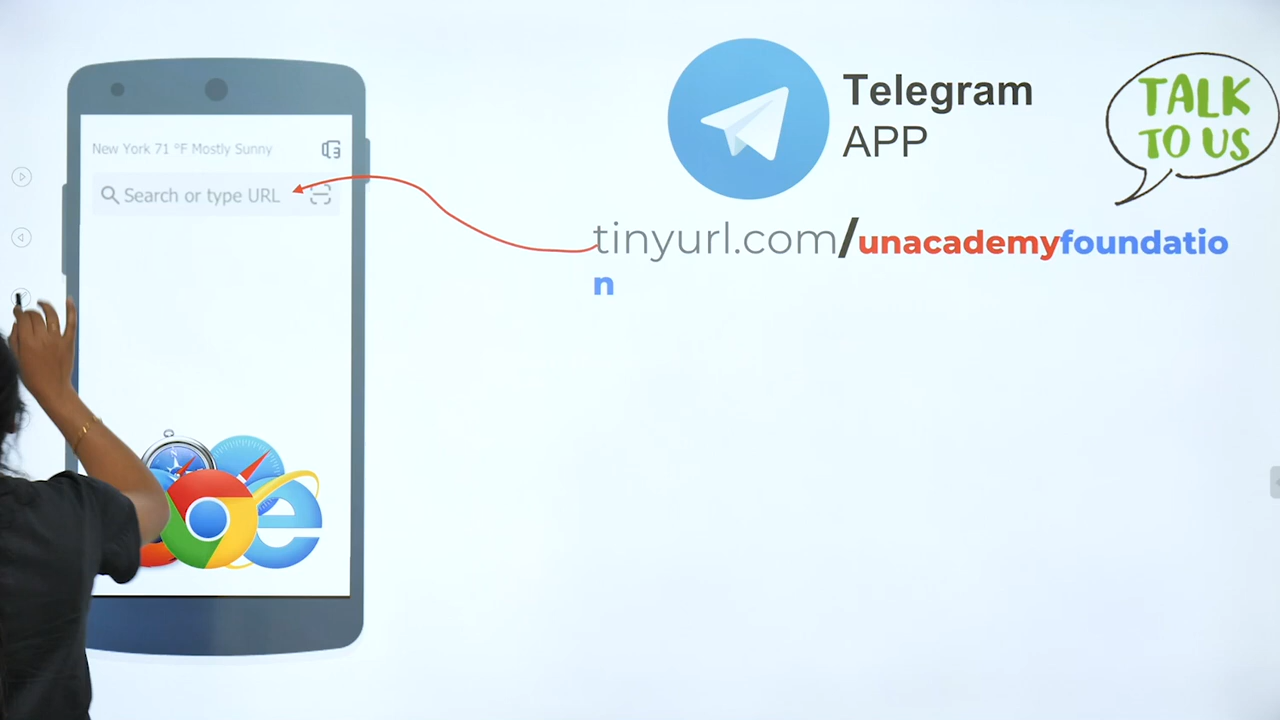 New York 71 °F Mostly Sunny
Search or type URL
Telegram
APP
TALK
TO US
tinyurl.com/unacademyfoundatio
n